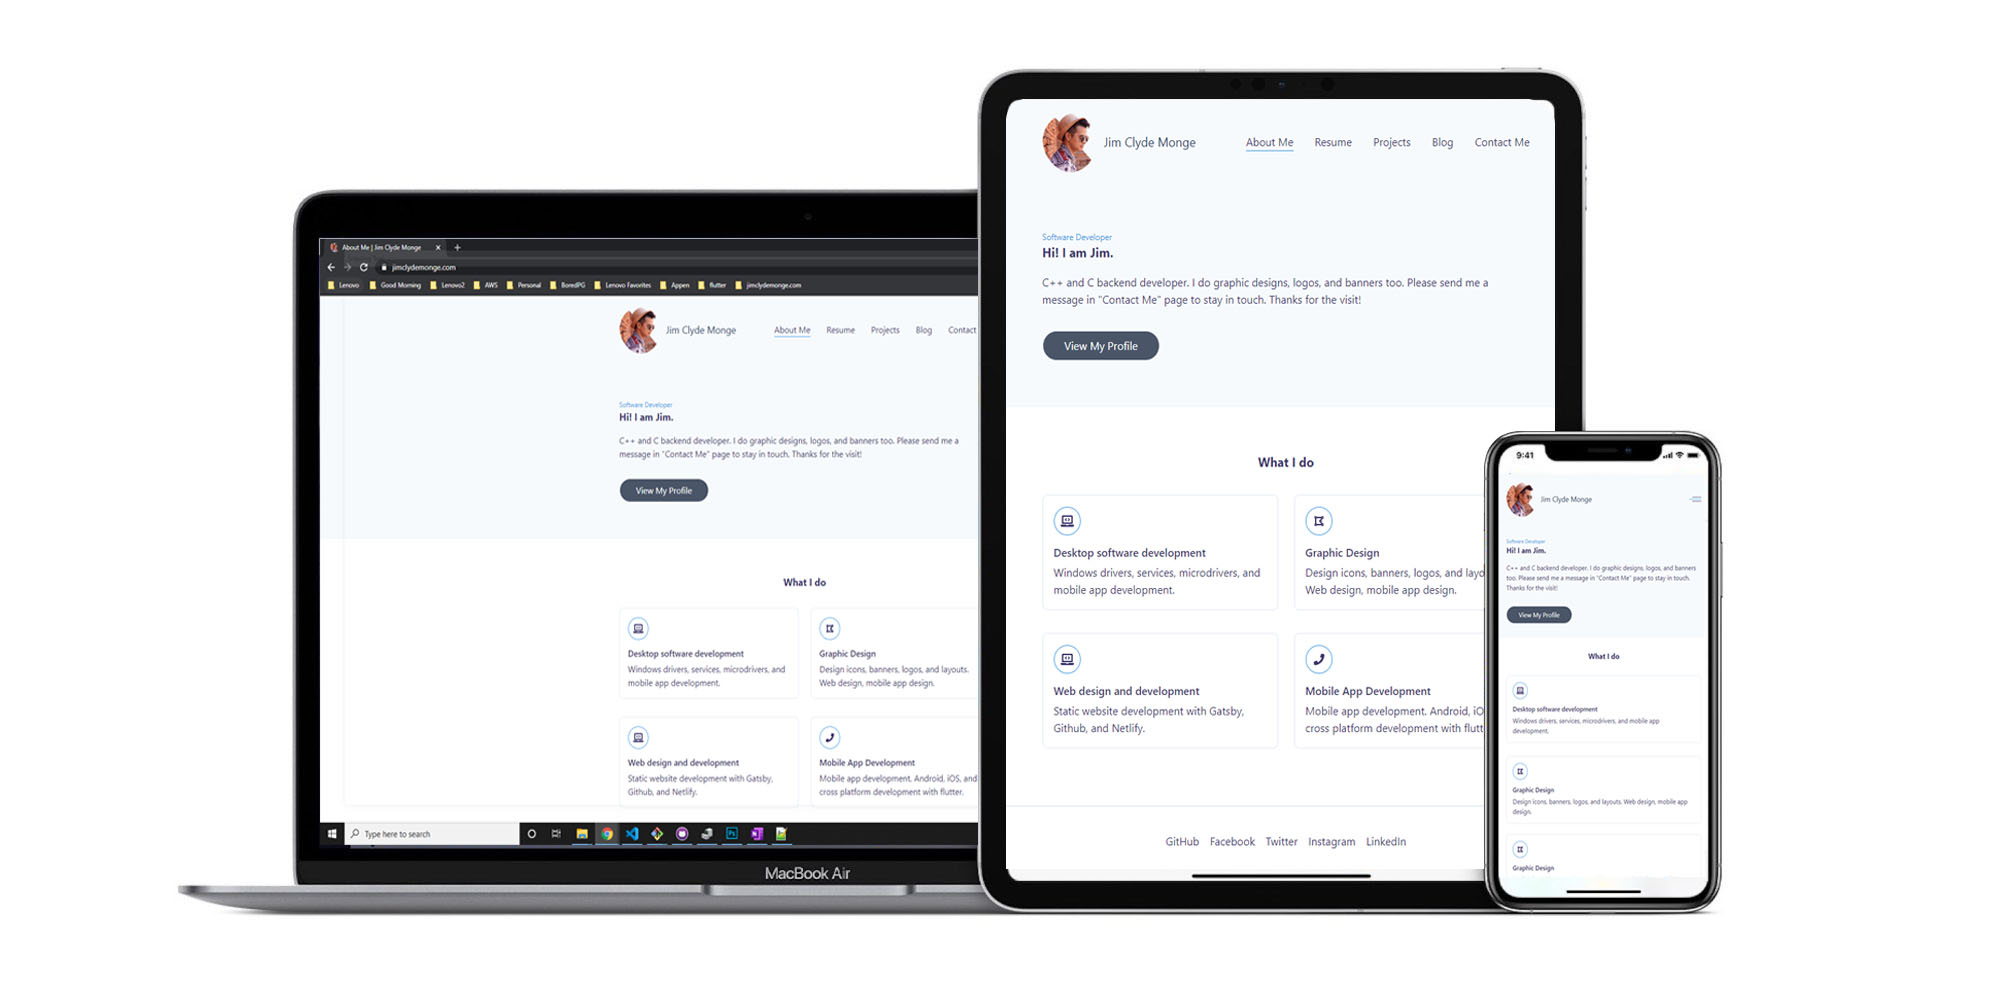 About Me | Jim Clyde Monge
jimclydemonge.com
Lenovo Good Morning Lenovo2 AWS Personal BoredPG Lenovo Favorites Appen flutter jimclydemonge.com
Jim Clyde Monge About Me Resume Projects Blog Contact
Software Developer
Hi! I am Jim.
C++ and C backend developer. I do graphic designs, logos, and banners too. Please send me a
message in "Contact Me" page to stay in touch. Thanks for the visit!
View My Profile
What I do
Desktop software development
Windows drivers, services, microdrivers, and
mobile app development.
Graphic Design
Design icons, banners, logos, and layouts.
Web design, mobile app design.
Web design and development
Static website development with Gatsby,
Github, and Netlify.
Mobile App Development
Mobile app development. Android, iOS, and
cross platform development with flutter.
Type here to search
Ps
MacBook Air
Jim Clyde Monge About Me Resume Projects Blog Contact Me
Software Developer
Hi! I am Jim.
C++ and C backend developer. I do graphic designs, logos, and banners too. Please send me a
message in "Contact Me" page to stay in touch. Thanks for the visit!
View My Profile
What I do
Desktop software development
Windows drivers, services, microdrivers, and
mobile app development.
Graphic Design
Design icons, banners, logos, and layo
Web design, mobile app design.
Web design and development
Static website development with Gatsby,
Github, and Netlify.
Mobile App Development
Mobile app development. Android, iO
cross platform development with flutt
GitHub Facebook Twitter Instagram LinkedIn
9:41
Jim Clyde Monge
Software Developer
Hi! I am Jim.
C++ and C backend developer. I do graphic designs, logos, and banners
too. Please send me a message in "Contact Me" page to stay in touch.
Thanks for the visit!
View My Profile
What I do
Desktop software development
Windows drivers, services, microdrivers, and mobile app
development.
Graphic Design
Design icons, banners, logos, and layouts. Web design, mobile app
design.
Graphic Design